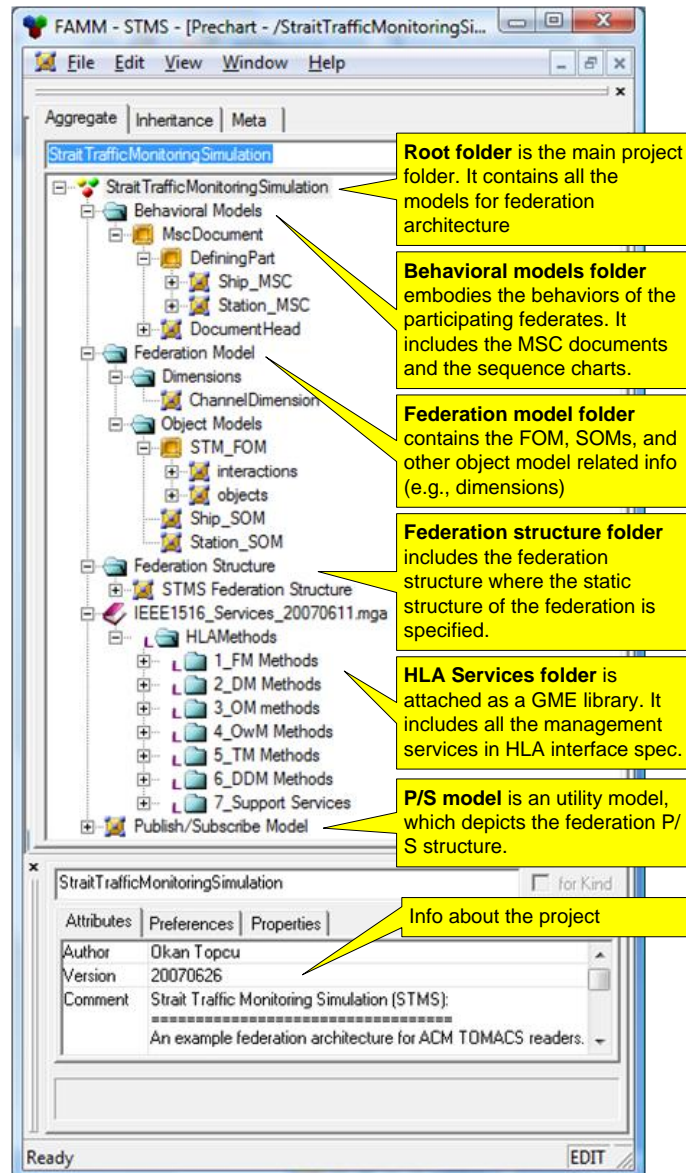 FAMM - STMS - [Prechart - /StraitTrafficMonitoringSi...
File Edit View Window Help
Aggregate Inheritance Meta
StraitTrafficMonitoringSimulation
StraitTrafficMonitoringSimulation
Behavioral Models
MscDocument
DefiningPart
Ship_MSC
Station_MSC
DocumentHead
Federation Model
Dimensions
ChannelDimension
Object Models
STM_FOM
interactions
objects
Ship_SOM
Station_SOM
Federation Structure
STMS Federation Structure
IEEE1516_Services_20070611.mga
L HLAMethods
L 1_FM Methods
L 2_DM Methods
L 3_OM methods
L 4_OwM Methods
L 5_TM Methods
L 6_DDM Methods
L 7_Support Services
Publish/Subscribe Model
Root folder is the main project
folder. It contains all the
models for federation
architecture
Behavioral models folder
embodies the behaviors of the
participating federates. It
includes the MSC documents
and the sequence charts.
Federation model folder
contains the FOM, SOMs, and
other object model related info
(e.g., dimensions)
Federation structure folder
includes the federation
structure where the static
structure of the federation is
specified.
HLA Services folder is
attached as a GME library. It
includes all the management
services in HLA interface spec.
P/S model is an utility model,
which depicts the federation P/
S structure.
StraitTrafficMonitoringSimulation for Kind
Attributes Preferences Properties
Info about the project
Author Okan Topcu
Version 20070626
Comment Strait Traffic Monitoring Simulation (STMS):
==================================
An example federation architecture for ACM TOMACS readers.
Ready EDIT